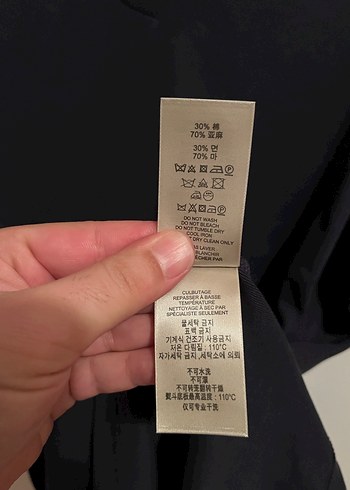 30% 棉
70% 亚麻
30% 면
70% 마
DO NOT WASH
DO NOT BLEACH
DO NOT TUMBLE DRY
COOL IRON
DRY CLEAN ONLY
LAVER
CULBUTAGE
REPASSER À BASSE
TEMPÉRATURE
NETTOYAGE À SEC PAR
SPÉCIALISTE SEULEMENT
물세탁 금지
표백 금지
기계식 건조기 사용금지
저온 다림질 : 110°C
자가세탁 금지 ,세탁소에 의뢰
不可水洗
不可漂
不可转笼翻转干燥
熨斗底板最高温度 : 110°C
仅可专业干洗